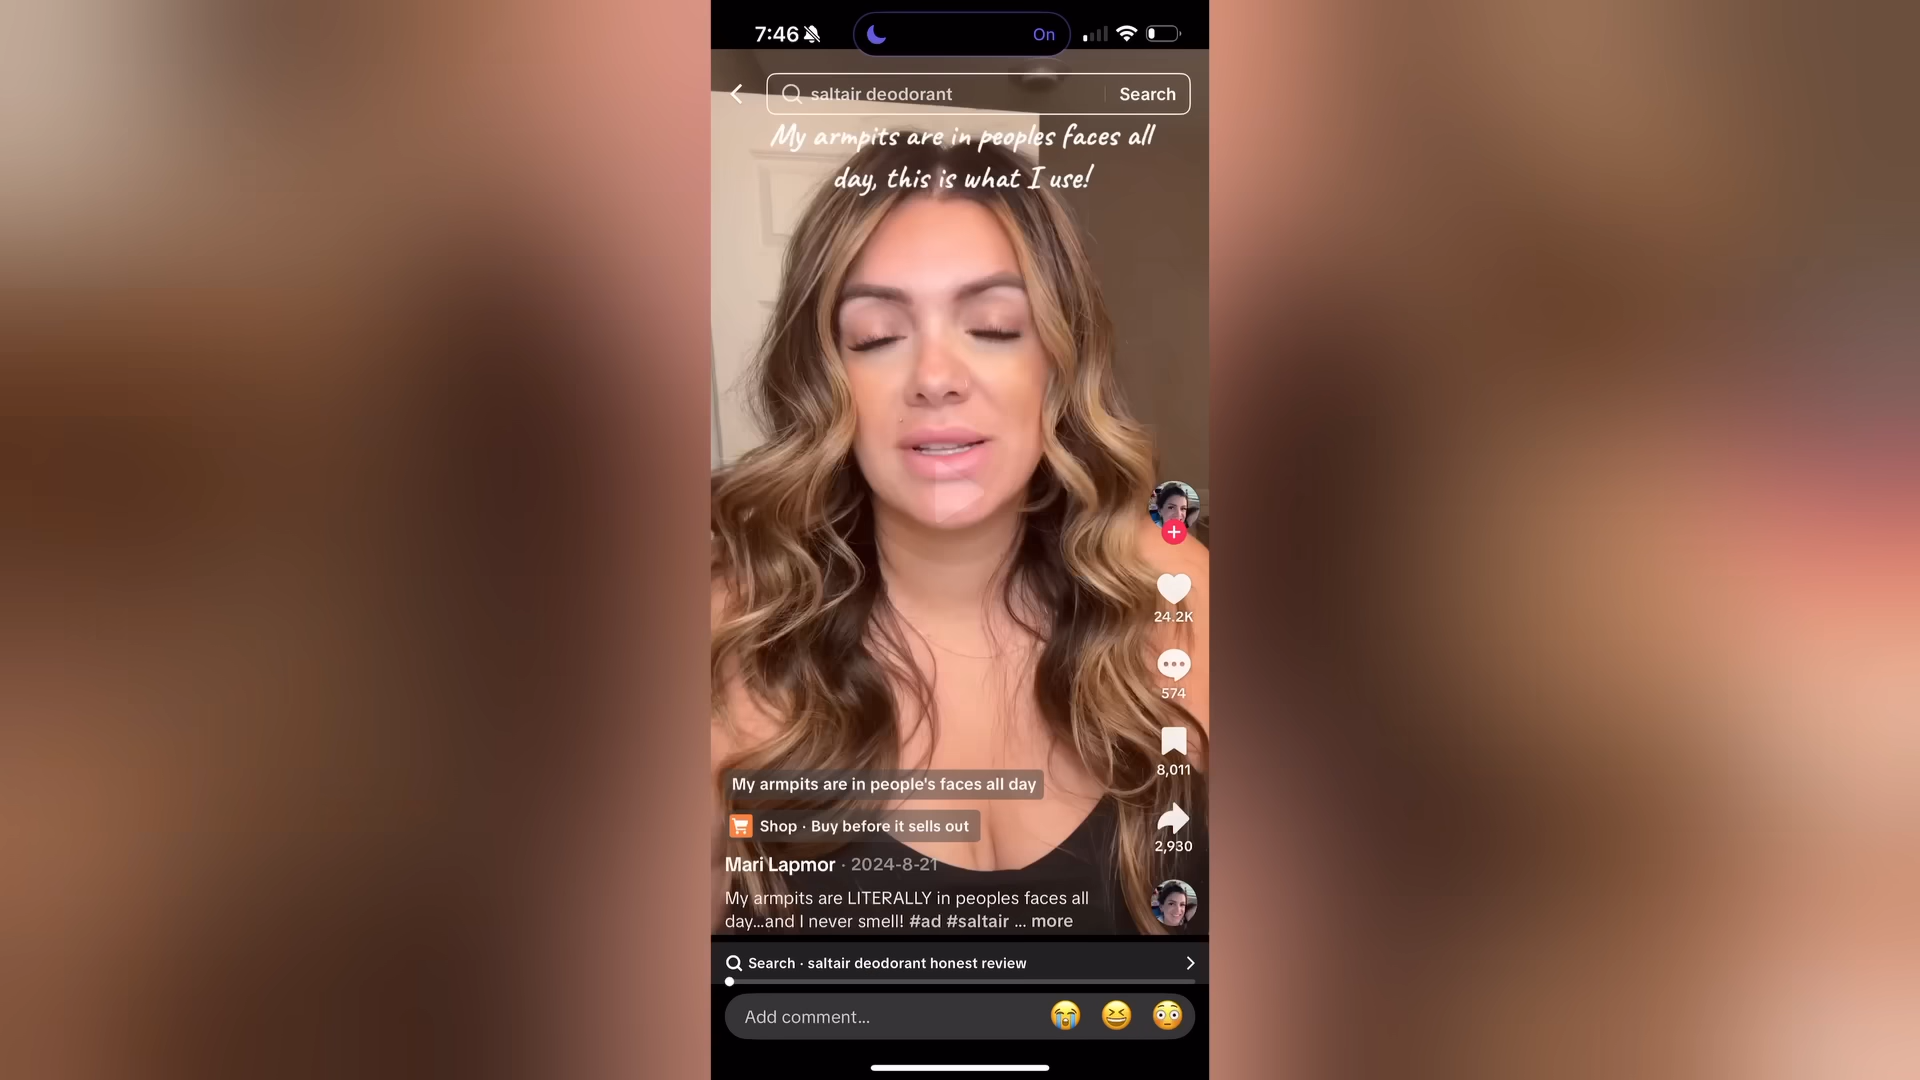 7:46
On
saltair deodorant
Search
My armpits are in peoples faces all
day, this is what I use!
24.2K
574
8,011
2,930
My armpits are in people's faces all day
Shop · Buy before it sells out
Mari Lapmor · 2024-8-21
My armpits are LITERALLY in peoples faces all
day...and I never smell! #ad #saltair ... more
Search · saltair deodorant honest review
Add comment...